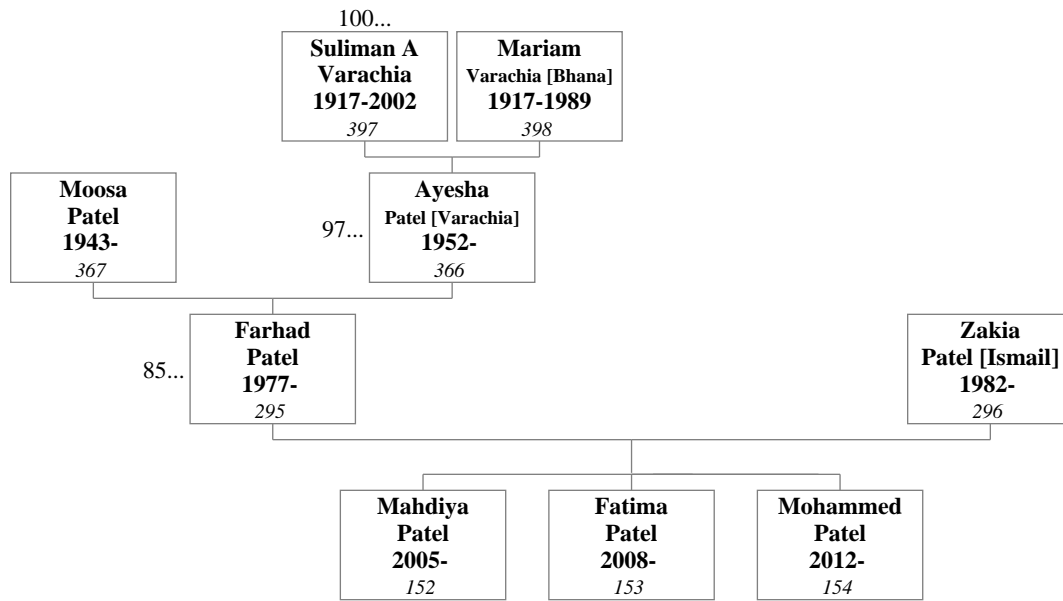 100...
Suliman A
Varachia
1917-2002
397
Mariam
Varachia [Bhana]
1917-1989
398
Moosa
Patel
1943-
367
97...
Ayesha
Patel [Varachia]
1952-
366
85...
Farhad
Patel
1977-
295
Zakia
Patel [Ismail]
1982-
296
Mahdiya
Patel
2005-
152
Fatima
Patel
2008-
153
Mohammed
Patel
2012-
154